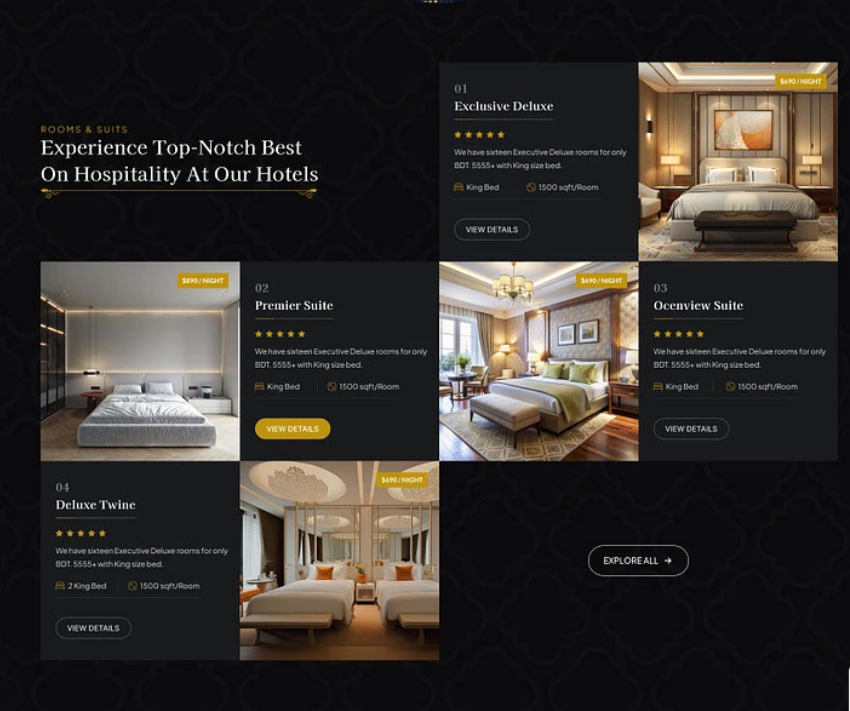 ROOMS & SUITS
Experience Top-Notch Best
On Hospitality At Our Hotels
01
Exclusive Deluxe
We have sixteen Executive Deluxe rooms for only
BDT. 5555+ with King size bed.
King Bed
1500 sqft/Room
VIEW DETAILS
$690 / NIGHT
$890 / NIGHT
02
Premier Suite
We have sixteen Executive Deluxe rooms for only
BDT. 5555+ with King size bed.
King Bed
1500 sqft/Room
VIEW DETAILS
$690 / NIGHT
03
Ocenview Suite
We have sixteen Executive Deluxe rooms for only
BDT. 5555+ with King size bed.
King Bed
1500 sqft/Room
VIEW DETAILS
04
Deluxe Twine
We have sixteen Executive Deluxe rooms for only
BDT. 5555+ with King size bed.
2 King Bed
1500 sqft/Room
VIEW DETAILS
$690 / NIGHT
EXPLORE ALL →